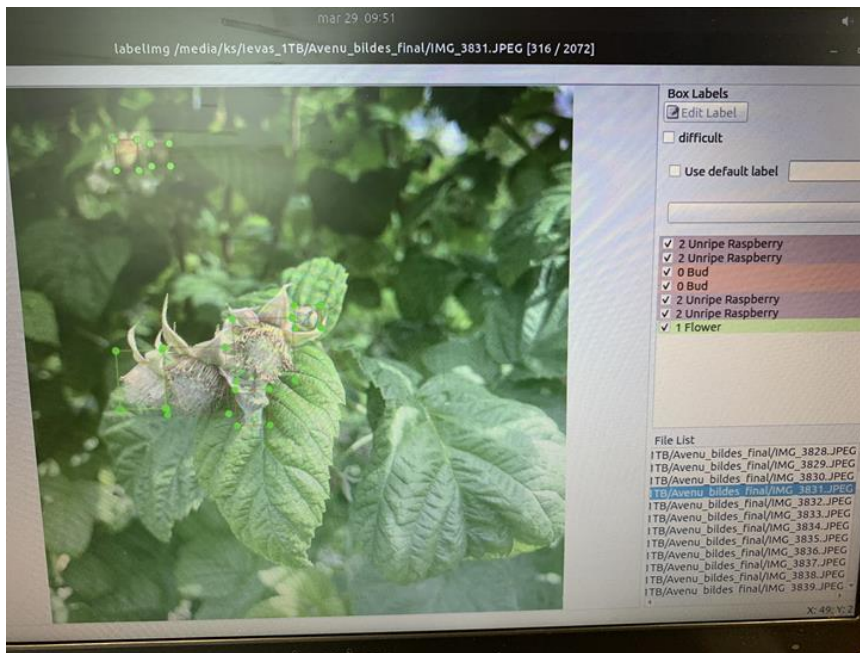 mar 29 09:51
labelImg /media/ks/Ievas_1TB/Avenu_bildes_final/IMG_3831.JPEG [316 / 2072]
Box Labels
Edit Label
difficult
Use default label
2 Unripe Raspberry
2 Unripe Raspberry
0 Bud
0 Bud
2 Unripe Raspberry
2 Unripe Raspberry
1 Flower
File List
1TB/Avenu_bildes_final/IMG_3828.JPEG
1TB/Avenu_bildes_final/IMG_3829.JPEG
1TB/Avenu_bildes_final/IMG_3830.JPEG
1TB/Avenu_bildes_final/IMG_3831.JPEG
1TB/Avenu_bildes_final/IMG_3832.JPEG
1TB/Avenu_bildes_final/IMG_3833.JPEG
1TB/Avenu_bildes_final/IMG_3834.JPEG
1TB/Avenu_bildes_final/IMG_3835.JPEG
1TB/Avenu_bildes_final/IMG_3836.JPEG
1TB/Avenu_bildes_final/IMG_3837.JPEG
1TB/Avenu_bildes_final/IMG_3838.JPEG
1TB/Avenu_bildes_final/IMG_3839.JPEG
X: 49; Y: 2